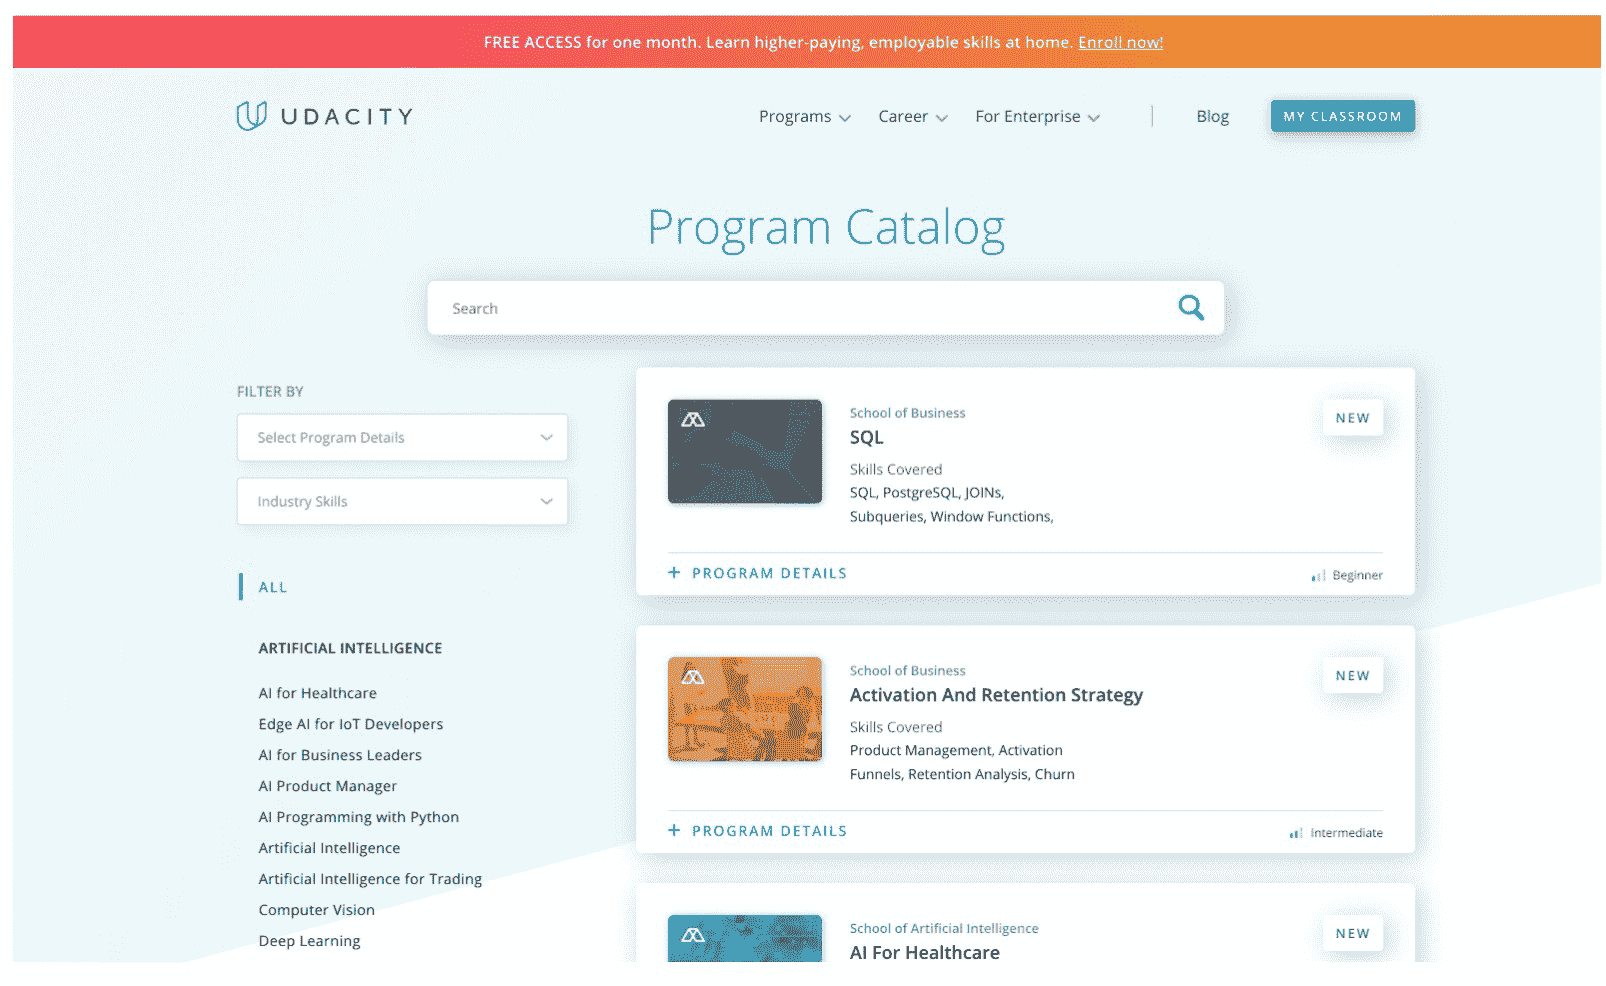 FREE ACCESS for one month. Learn higher-paying, employable skills at home. Enroll now!
UDACITY
Programs
Career
For Enterprise
Blog
MY CLASSROOM
Program Catalog
Search
FILTER BY
Select Program Details
Industry Skills
ALL
ARTIFICIAL INTELLIGENCE
AI for Healthcare
Edge AI for IoT Developers
AI for Business Leaders
AI Product Manager
AI Programming with Python
Artificial Intelligence
Artificial Intelligence for Trading
Computer Vision
Deep Learning
School of Business
NEW
SQL
Skills Covered
SQL, PostgreSQL, JOINs,
Subqueries, Window Functions,
+ PROGRAM DETAILS
Beginner
School of Business
NEW
Activation And Retention Strategy
Skills Covered
Product Management, Activation
Funnels, Retention Analysis, Churn
+ PROGRAM DETAILS
Intermediate
School of Artificial Intelligence
NEW
AI For Healthcare